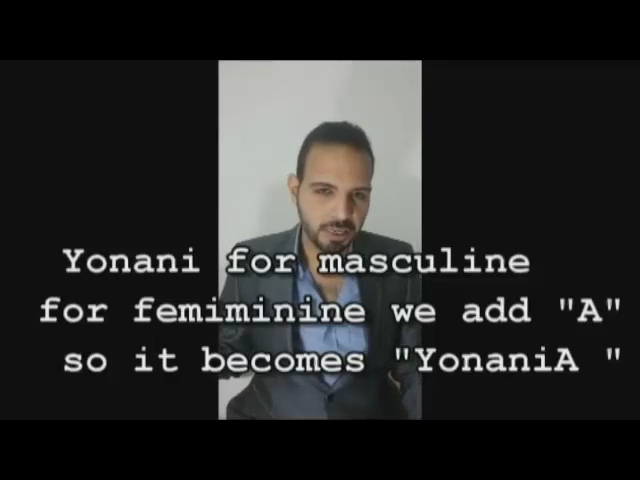 Yonani for masculine
for femiminine we add "A"
so it becomes "YonaniA "